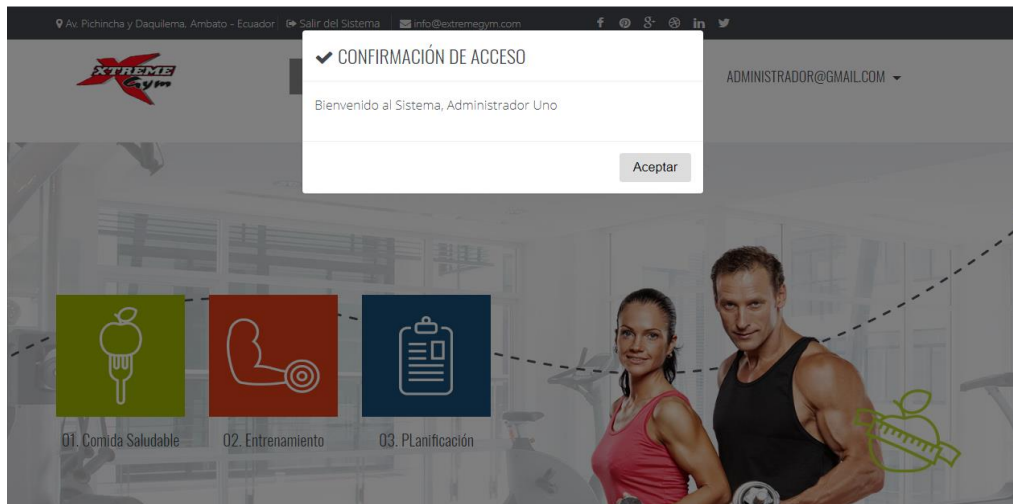 Av. Pichincha y Daquilema, Ambato - Ecuador Salir del Sistema info@extremegym.com
CONFIRMACIÓN DE ACCESO
XTREME
Gym
ADMINISTRADOR@GMAIL.COM
Bienvenido al Sistema, Administrador Uno
Aceptar
01. Comida Saludable 02. Entrenamiento 03. PLanificación